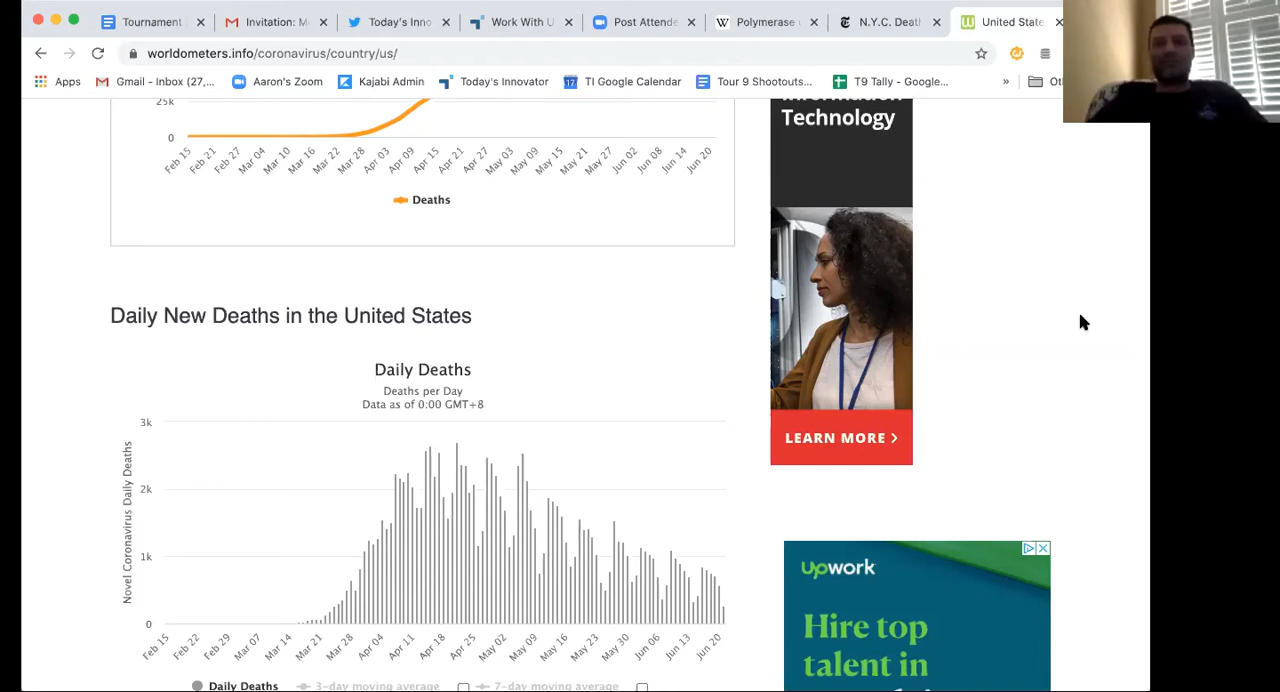 Tournament
Invitation: M
Today's Inno
Work With U
Post Attende
Polymerase
N.Y.C. Deat
United State
worldometers.info/coronavirus/country/us/
Apps
Gmail - Inbox (27,...
Aaron's Zoom
Kajabi Admin
Today's Innovator
TI Google Calendar
Tour 9 Shootouts...
T9 Tally - Google...
»
25k
0
Feb 15
Feb 21
Feb 27
Mar 04
Mar 10
Mar 16
Mar 22
Mar 28
Apr 03
Apr 09
Apr 15
Apr 21
Apr 27
May 03
May 09
May 15
May 21
May 27
Jun 02
Jun 08
Jun 14
Jun 20
Deaths
Information
Technology
LEARN MORE >
Daily New Deaths in the United States
Daily Deaths
Deaths per Day
Data as of 0:00 GMT+8
Novel Coronavirus Daily Deaths
3k
2k
1k
0
Feb 15
Feb 22
Feb 29
Mar 07
Mar 14
Mar 21
Mar 28
Apr 04
Apr 11
Apr 18
Apr 25
May 02
May 09
May 16
May 23
May 30
Jun 06
Jun 13
Jun 20
Daily Deaths
3-day moving average
7-day moving average
Upwork
Hire top
talent in